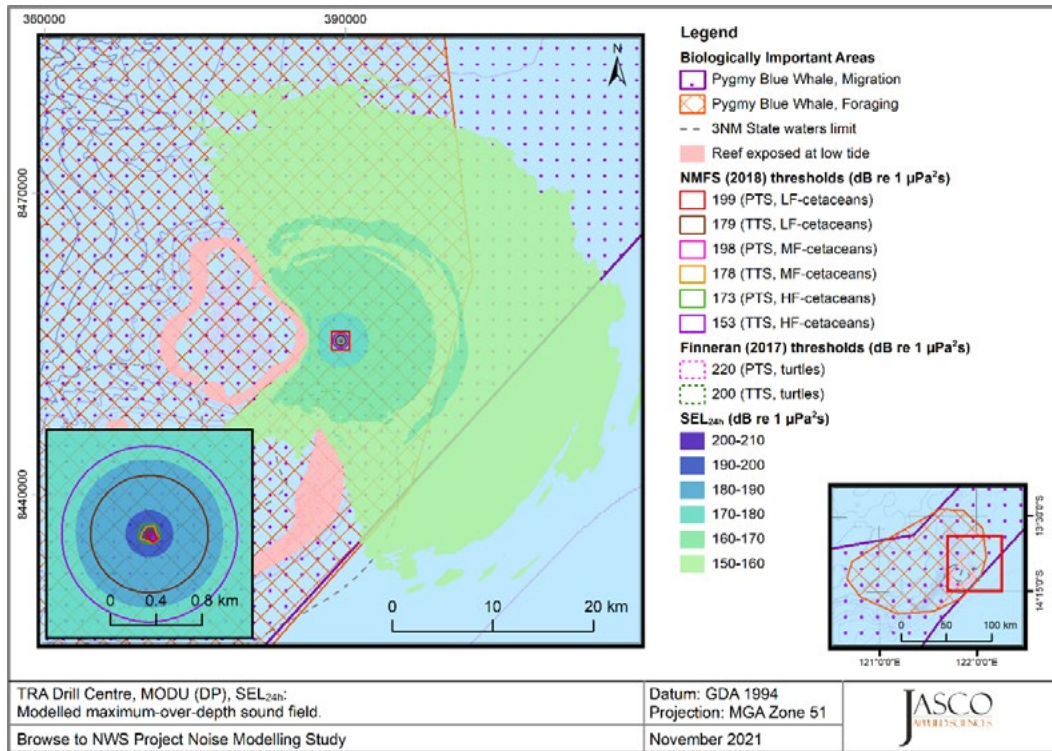 360000
390000
8470000
8440000
N
0 0.4 0.8 km
0 10 20 km
Legend
Biologically Important Areas
Pygmy Blue Whale, Migration
Pygmy Blue Whale, Foraging
3NM State waters limit
Reef exposed at low tide
NMFS (2018) thresholds (dB re 1 µPa²s)
199 (PTS, LF-cetaceans)
179 (TTS, LF-cetaceans)
198 (PTS, MF-cetaceans)
178 (TTS, MF-cetaceans)
173 (PTS, HF-cetaceans)
153 (TTS, HF-cetaceans)
Finneran (2017) thresholds (dB re 1 µPa²s)
220 (PTS, turtles)
200 (TTS, turtles)
SEL24h (dB re 1 µPa²s)
200-210
190-200
180-190
170-180
160-170
150-160
13°30'0"S
14°15'0"S
0 50 100 km
121°0'0"E 122°0'0"E
TRA Drill Centre, MODU (DP), SEL24h:
Modelled maximum-over-depth sound field.
Browse to NWS Project Noise Modelling Study
Datum: GDA 1994
Projection: MGA Zone 51
November 2021
JASCO
APPLIED SCIENCES